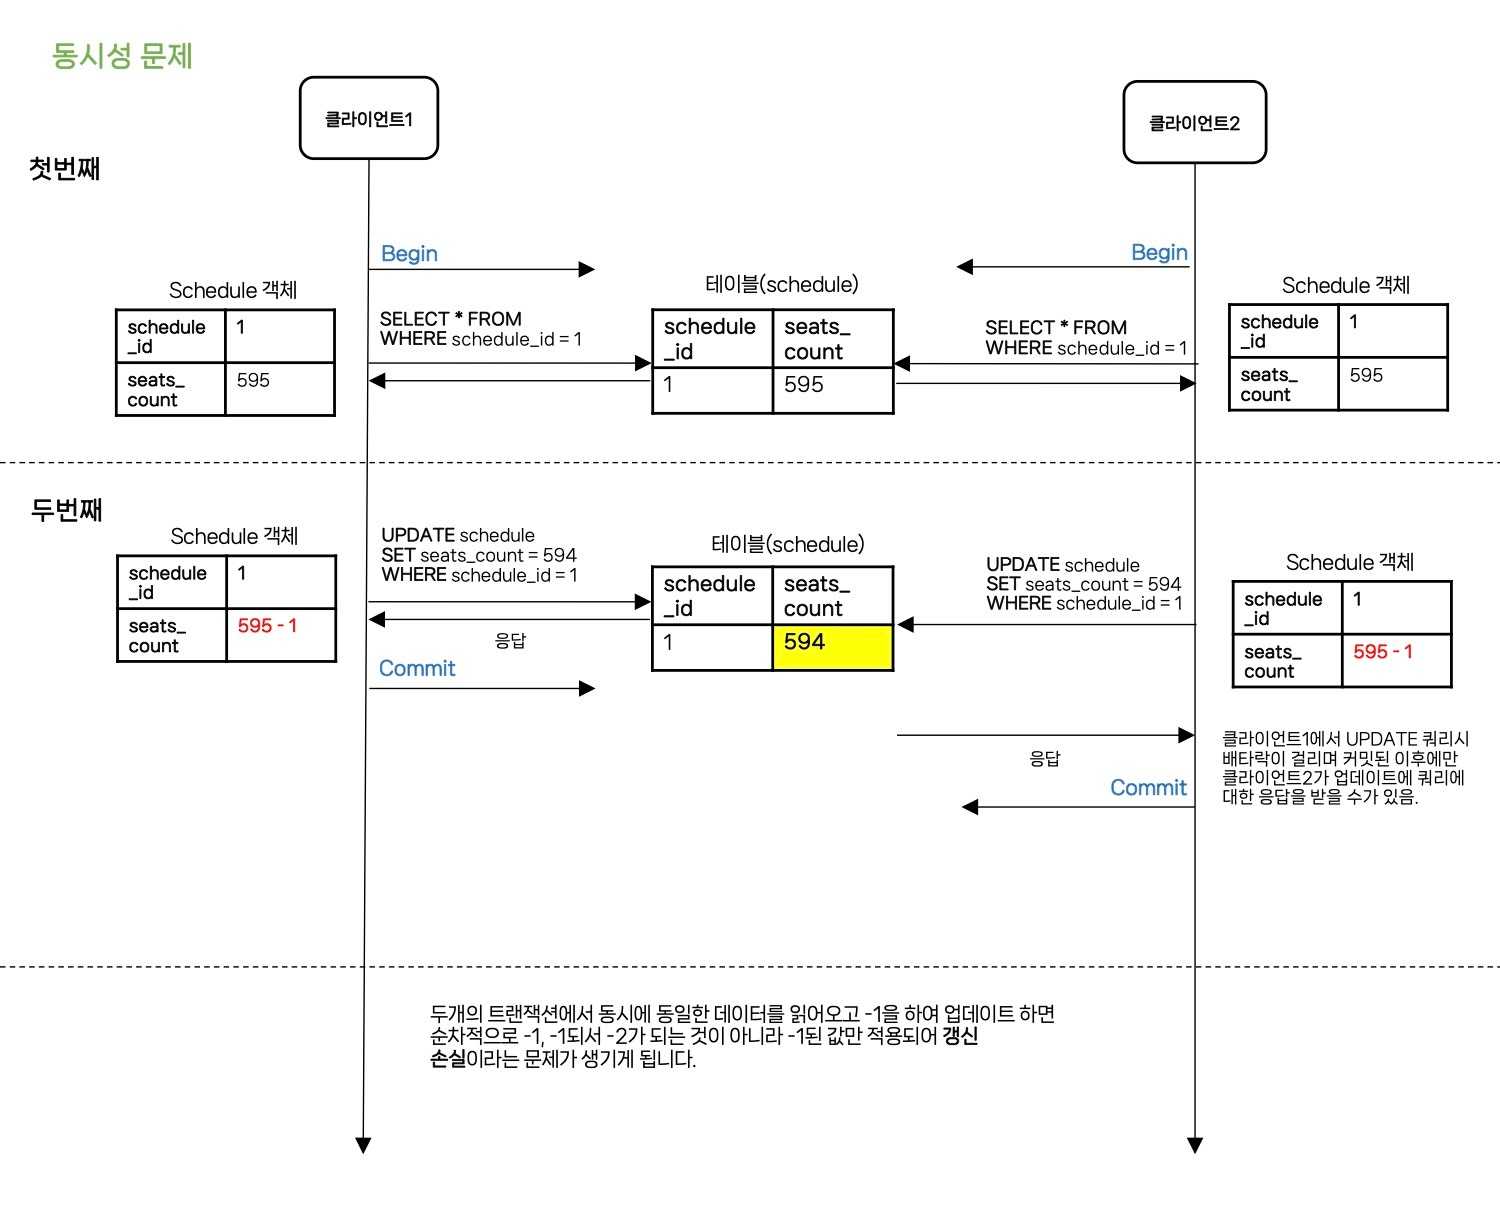 동시성 문제
클라이언트1
클라이언트2
첫번째
Begin
Begin
Schedule 객체
schedule
_id
1
seats_
count
595
SELECT * FROM
WHERE schedule_id = 1
테이블(schedule)
schedule
_id
seats_
count
1
595
SELECT * FROM
WHERE schedule_id = 1
Schedule 객체
schedule
_id
1
seats_
count
595
두번째
Schedule 객체
schedule
_id
1
seats_
count
595 - 1
UPDATE schedule
SET seats_count = 594
WHERE schedule_id = 1
응답
Commit
테이블(schedule)
schedule
_id
seats_
count
1
594
UPDATE schedule
SET seats_count = 594
WHERE schedule_id = 1
Schedule 객체
schedule
_id
1
seats_
count
595 - 1
응답
Commit
클라이언트1에서 UPDATE 쿼리시
배타락이 걸리며 커밋된 이후에만
클라이언트2가 업데이트에 쿼리에
대한 응답을 받을 수가 있음.
두개의 트랜잭션에서 동시에 동일한 데이터를 읽어오고 -1을 하여 업데이트 하면
순차적으로 -1, -1되서 -2가 되는 것이 아니라 -1된 값만 적용되어 갱신
손실이라는 문제가 생기게 됩니다.